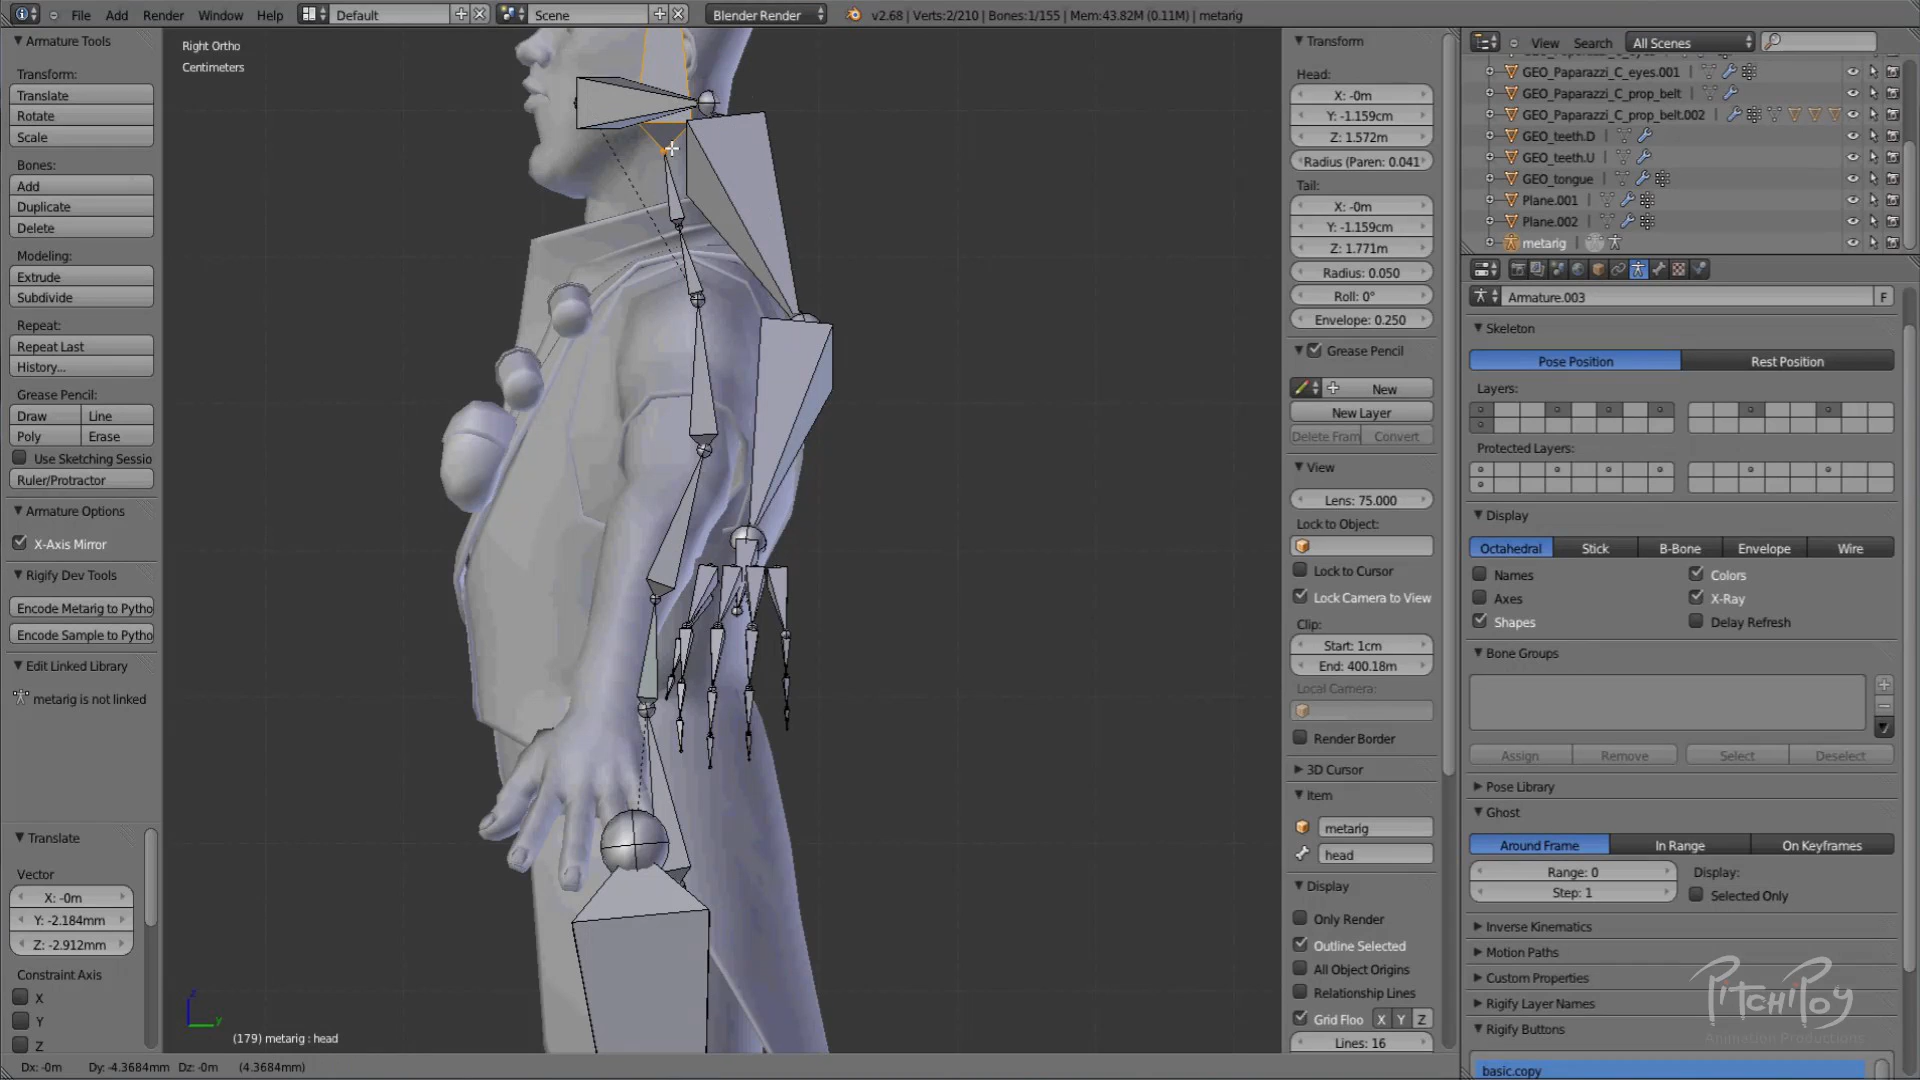 File Add Render Window Help Default Scene Blender Render v2.68 | Verts:2/210 | Bones:1/155 | Mem:43.82M (0.11M) | metarig
Armature Tools
Transform:
Translate
Rotate
Scale
Bones:
Add
Duplicate
Delete
Modeling:
Extrude
Subdivide
Repeat:
Repeat Last
History...
Grease Pencil:
Draw Line
Poly Erase
Use Sketching Sessio
Ruler/Protractor
Armature Options
X-Axis Mirror
Rigify Dev Tools
Encode Metarig to Pytho
Encode Sample to Pytho
Edit Linked Library
metarig is not linked
Translate
Vector
X: -0m
Y: -2.184mm
Z: -2.912mm
Constraint Axis
X
Y
Z
Right Ortho
Centimeters
z
y
(179) metarig : head
Dx: -0m Dy: -4.3684mm Dz: -0m (4.3684mm)
Transform
Head:
X: -0m
Y: -1.159cm
Z: 1.572m
Radius (Paren: 0.041
Tail:
X: -0m
Y: -1.159cm
Z: 1.771m
Radius: 0.050
Roll: 0°
Envelope: 0.250
Grease Pencil
New
New Layer
Delete Fram Convert
View
Lens: 75.000
Lock to Object:
Lock to Cursor
Lock Camera to View
Clip:
Start: 1cm
End: 400.18m
Local Camera:
Render Border
3D Cursor
Item
metarig
head
Display
Only Render
Outline Selected
All Object Origins
Relationship Lines
Grid Floo X Y Z
Lines: 16
View Search All Scenes
GEO_Paparazzi_C_eyes.001
GEO_Paparazzi_C_prop_belt
GEO_Paparazzi_C_prop_belt.002
GEO_teeth.D
GEO_teeth.U
GEO_tongue
Plane.001
Plane.002
metarig
Armature.003 F
Skeleton
Pose Position Rest Position
Layers:
Protected Layers:
Display
Octahedral Stick B-Bone Envelope Wire
Names Colors
Axes X-Ray
Shapes Delay Refresh
Bone Groups
Assign Remove Select Deselect
Pose Library
Ghost
Around Frame In Range On Keyframes
Range: 0 Display:
Step: 1 Selected Only
Inverse Kinematics
Motion Paths
Custom Properties
Rigify Layer Names
Rigify Buttons
basic.copy
PitchiPoy
Animation Productions